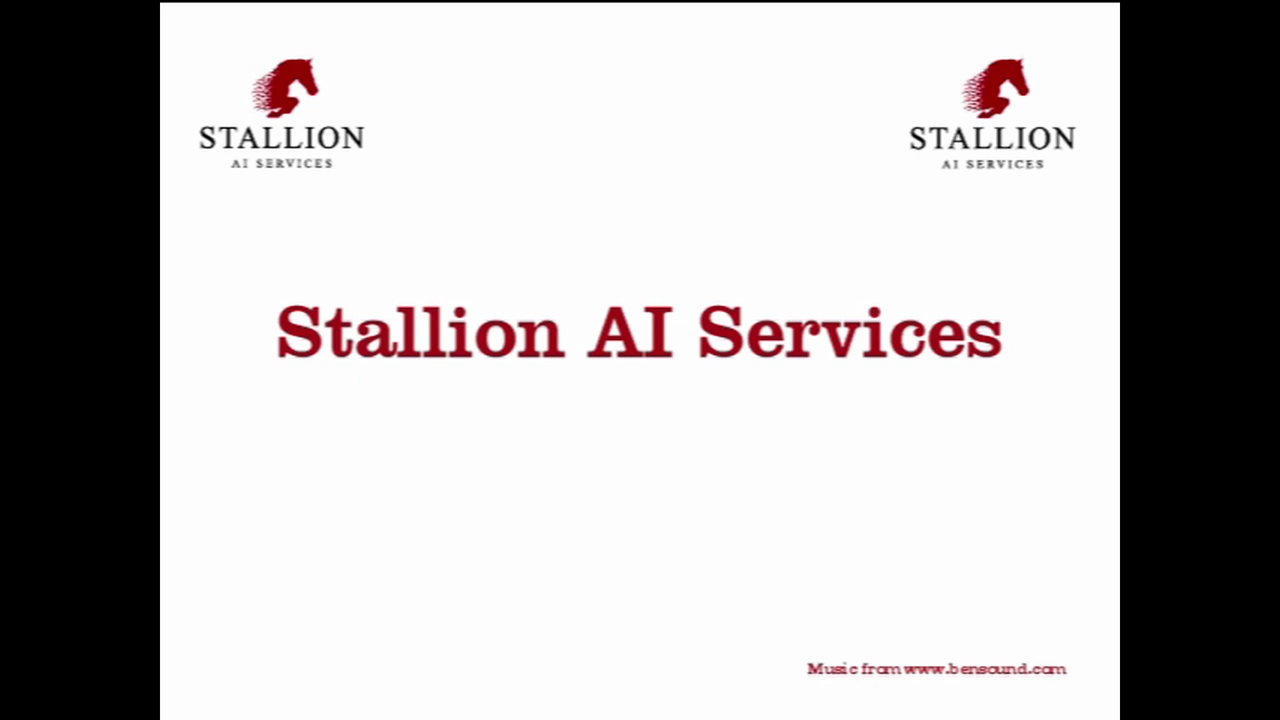 STALLION
AI SERVICES
STALLION
AI SERVICES
Stallion AI Services
Music from www.bensound.com